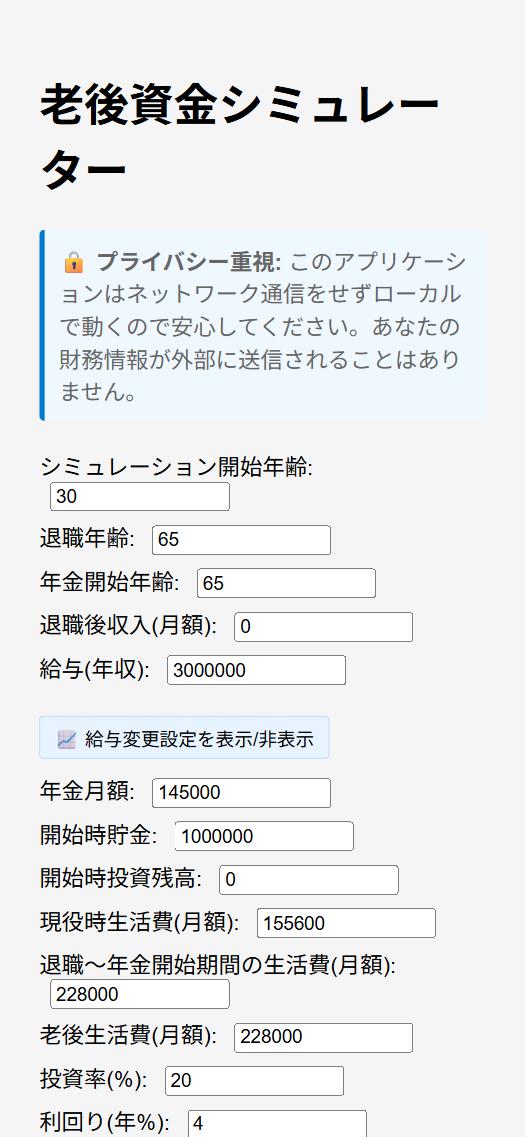 老後資金シミュレー
ター
🔒 プライバシー重視: このアプリケーシ
ョンはネットワーク通信をせずローカル
で動くので安心してください。あなたの
財務情報が外部に送信されることはあり
ません。
シミュレーション開始年齢:
30
退職年齢: 65
年金開始年齢: 65
退職後収入(月額): 0
給与(年収): 3000000
📈 給与変更設定を表示/非表示
年金月額: 145000
開始時貯金: 1000000
開始時投資残高: 0
現役時生活費(月額): 155600
退職～年金開始期間の生活費(月額):
228000
老後生活費(月額): 228000
投資率(%): 20
利回り(年%): 4